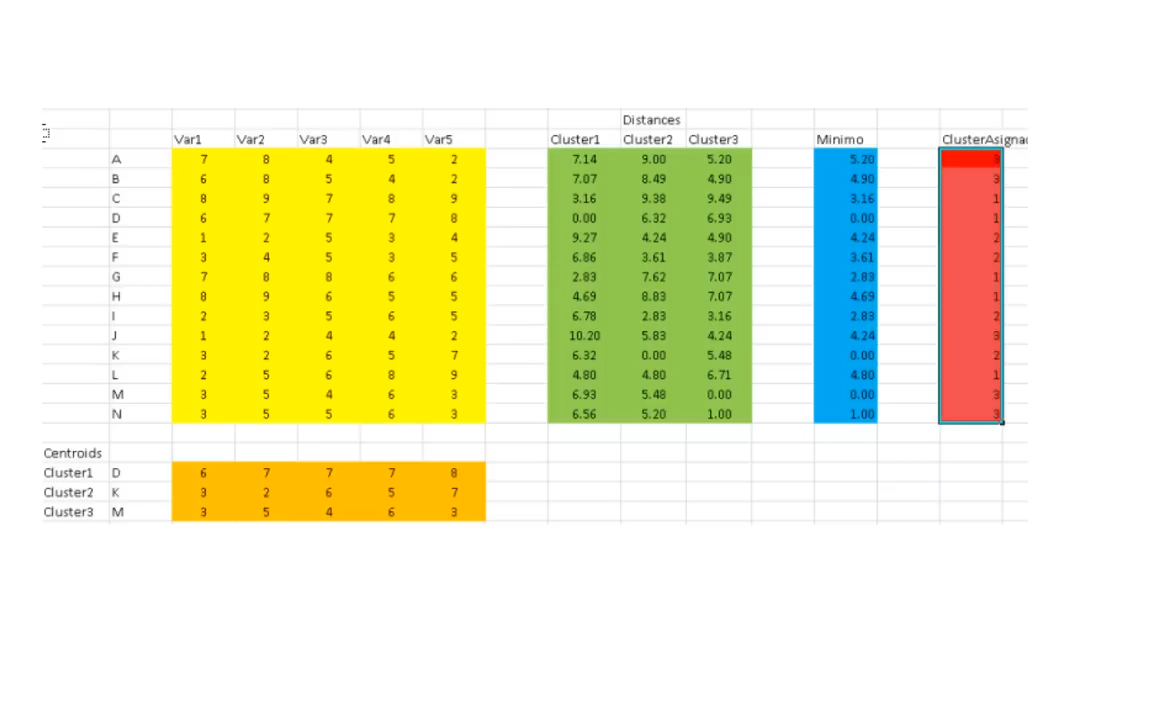 Distances
Var1 Var2 Var3 Var4 Var5 Cluster1 Cluster2 Cluster3 Minimo ClusterAsignac
A 7 8 4 5 2 7.14 9.00 5.20 5.20 3
B 6 8 5 4 2 7.07 8.49 4.90 4.90 3
C 8 9 7 8 9 3.16 9.38 9.49 3.16 1
D 6 7 7 7 8 0.00 6.32 6.93 0.00 1
E 1 2 5 3 4 9.27 4.24 4.90 4.24 2
F 3 4 5 3 5 6.86 3.61 3.87 3.61 2
G 7 8 8 6 6 2.83 7.62 7.07 2.83 1
H 8 9 6 5 5 4.69 8.83 7.07 4.69 1
I 2 3 5 6 5 6.78 2.83 3.16 2.83 2
J 1 2 4 4 2 10.20 5.83 4.24 4.24 3
K 3 2 6 5 7 6.32 0.00 5.48 0.00 2
L 2 5 6 8 9 4.80 4.80 6.71 4.80 1
M 3 5 4 6 3 6.93 5.48 0.00 0.00 3
N 3 5 5 6 3 6.56 5.20 1.00 1.00 3
Centroids
Cluster1 D 6 7 7 7 8
Cluster2 K 3 2 6 5 7
Cluster3 M 3 5 4 6 3